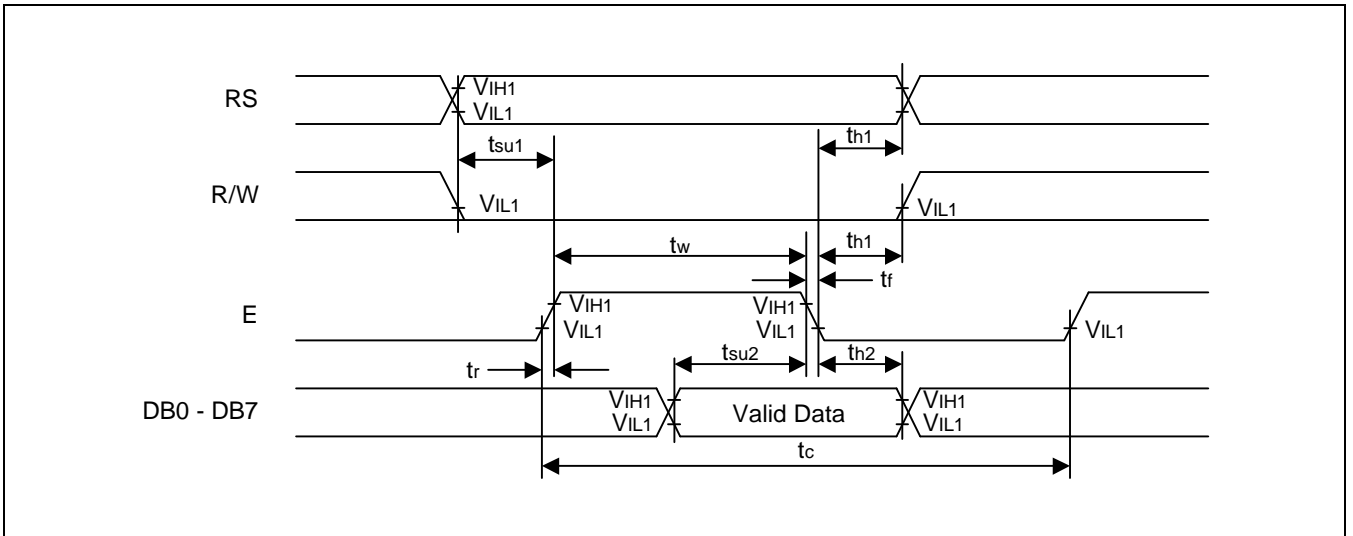 RS
VIH1
VIL1
tsu1
th1
R/W
VIL1
VIL1
tw
th1
tf
E
VIH1
VIL1
VIH1
VIL1
VIL1
tr
tsu2
th2
DB0 - DB7
VIH1
VIL1
Valid Data
VIH1
VIL1
tc